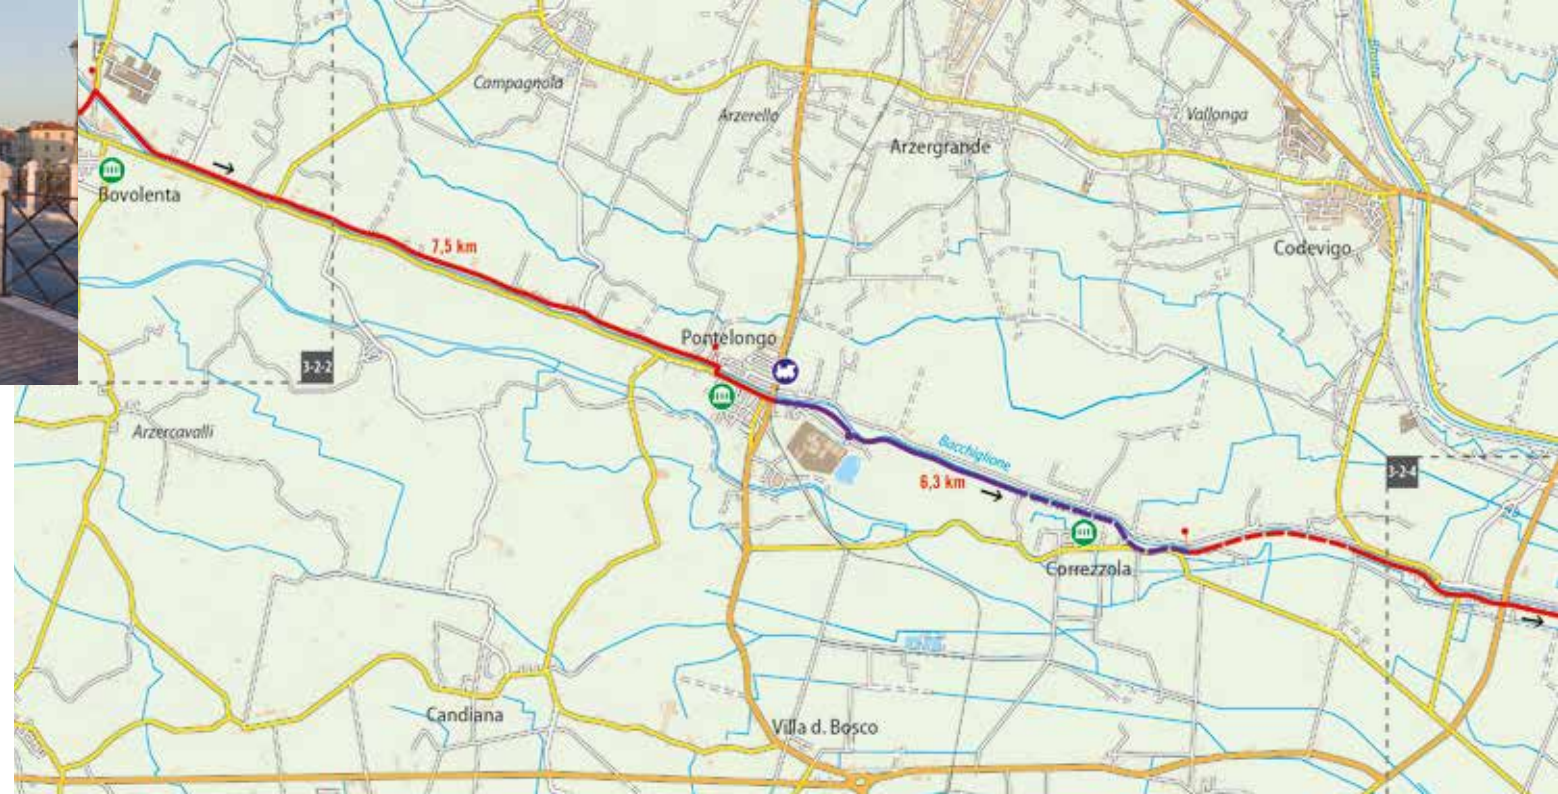 Brenta
Campagnola
Arzerello
Vallonga
Arzergrande
Bovolenta
7,5 km
Codevigo
Pontelongo
3-2-2
Arzercavalli
Bacchiglione
6,3 km
3-2-4
Correzzola
Candiana
Villa d. Bosco